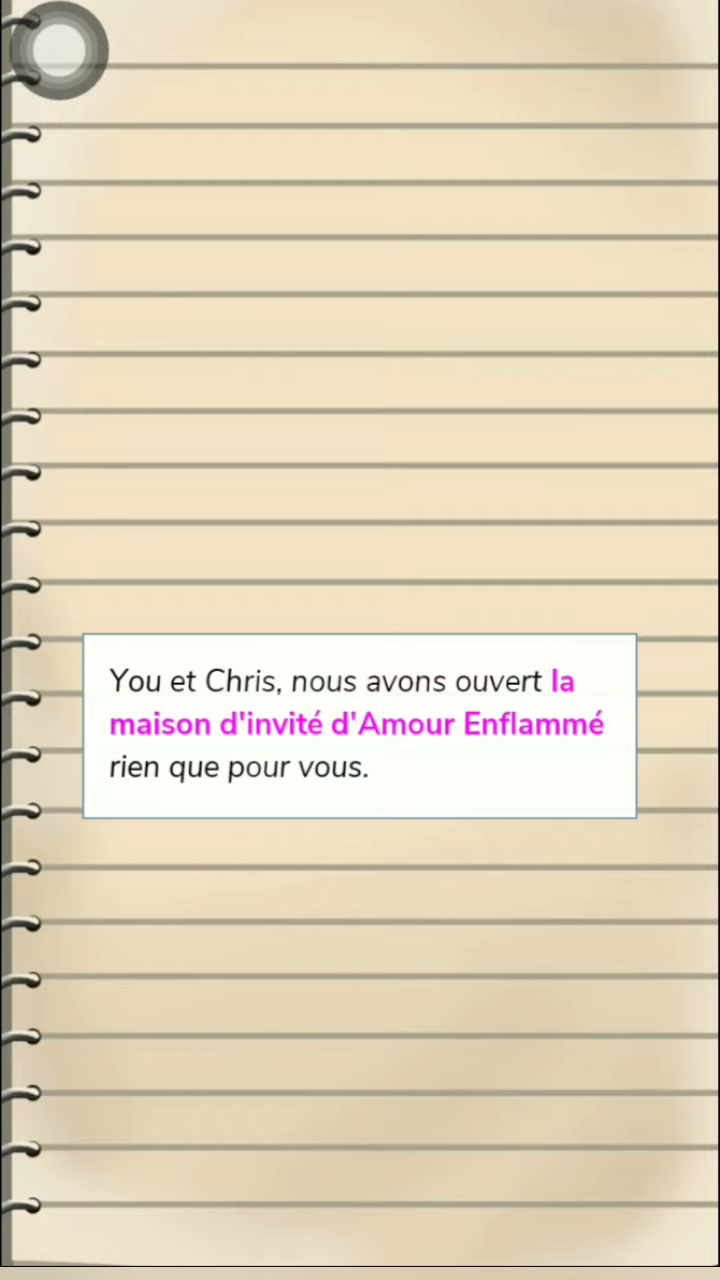 You et Chris, nous avons ouvert la
maison d'invité d'Amour Enflammé
rien que pour vous.